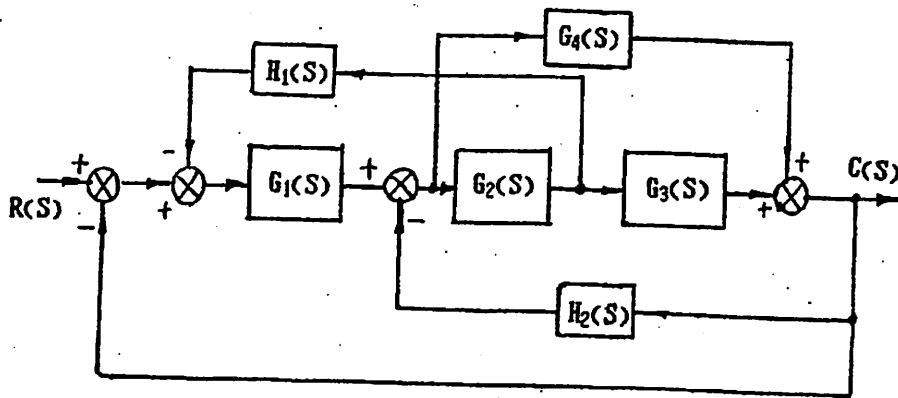 G₄(S)
H₁(S)
+
-
+
-
+
G₁(S)
+
-
G₂(S)
G₃(S)
+
+
C(S)
R(S)
H₂(S)